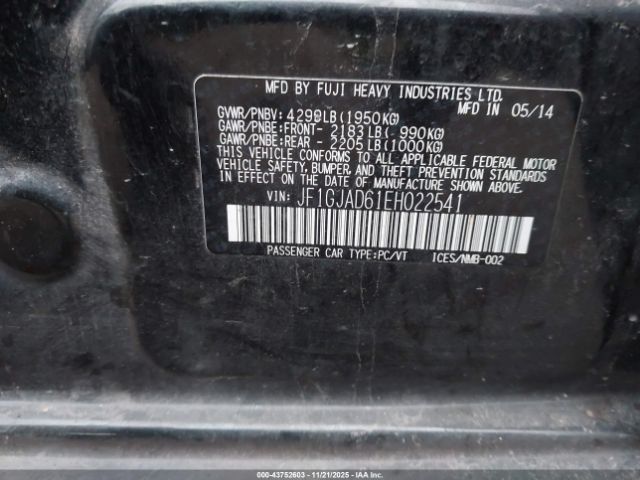 MFD BY FUJI HEAVY INDUSTRIES LTD.
MFD IN 05/14
GVWR/PNBV: 4299LB(1950KG)
GAWR/PNBE:FRONT- 2183LB(- 990KG)
GAWR/PNBE:REAR - 2205LB(1000KG)
THIS VEHICLE CONFORMS TO ALL APPLICABLE FEDERAL MOTOR
VEHICLE SAFETY, BUMPER, AND THEFT PREVENTION STANDARDS
IN EFFECT ON THE DATE OF MANUFACTURE SHOWN ABOVE.
VIN: JF1GJAD61EH022541
PASSENGER CAR TYPE:PC/VT ICES/NMB-002
000-43752603 - 11/21/2025 - IAAI.COM